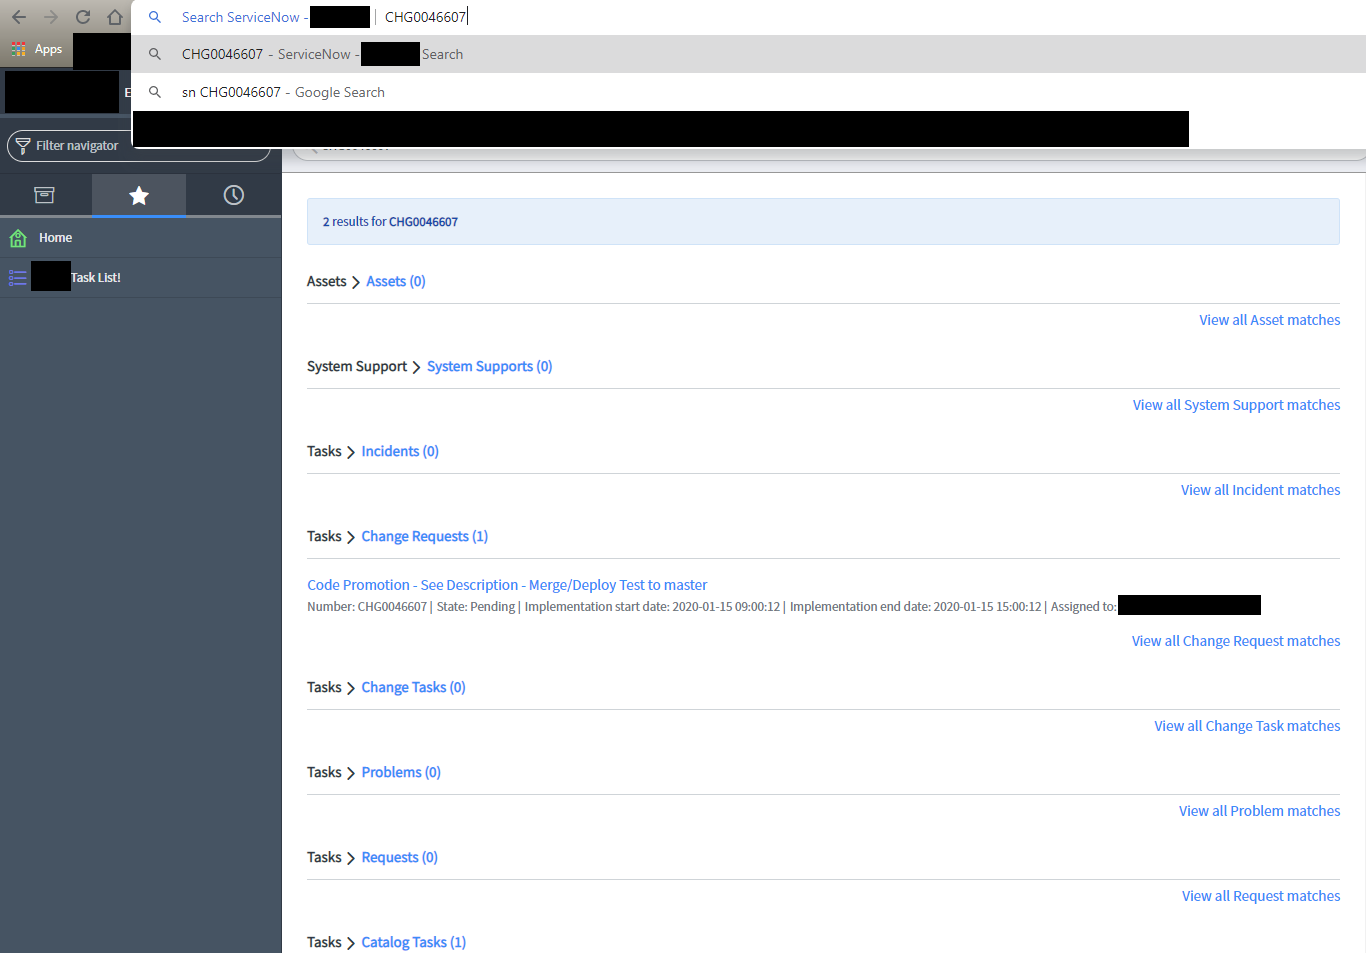 Search ServiceNow - | CHG0046607
Apps
CHG0046607 - ServiceNow - Search
E
sn CHG0046607 - Google Search
Filter navigator
2 results for CHG0046607
Home
Task List!
Assets > Assets (0)
View all Asset matches
System Support > System Supports (0)
View all System Support matches
Tasks > Incidents (0)
View all Incident matches
Tasks > Change Requests (1)
Code Promotion - See Description - Merge/Deploy Test to master
Number: CHG0046607 | State: Pending | Implementation start date: 2020-01-15 09:00:12 | Implementation end date: 2020-01-15 15:00:12 | Assigned to:
View all Change Request matches
Tasks > Change Tasks (0)
View all Change Task matches
Tasks > Problems (0)
View all Problem matches
Tasks > Requests (0)
View all Request matches
Tasks > Catalog Tasks (1)